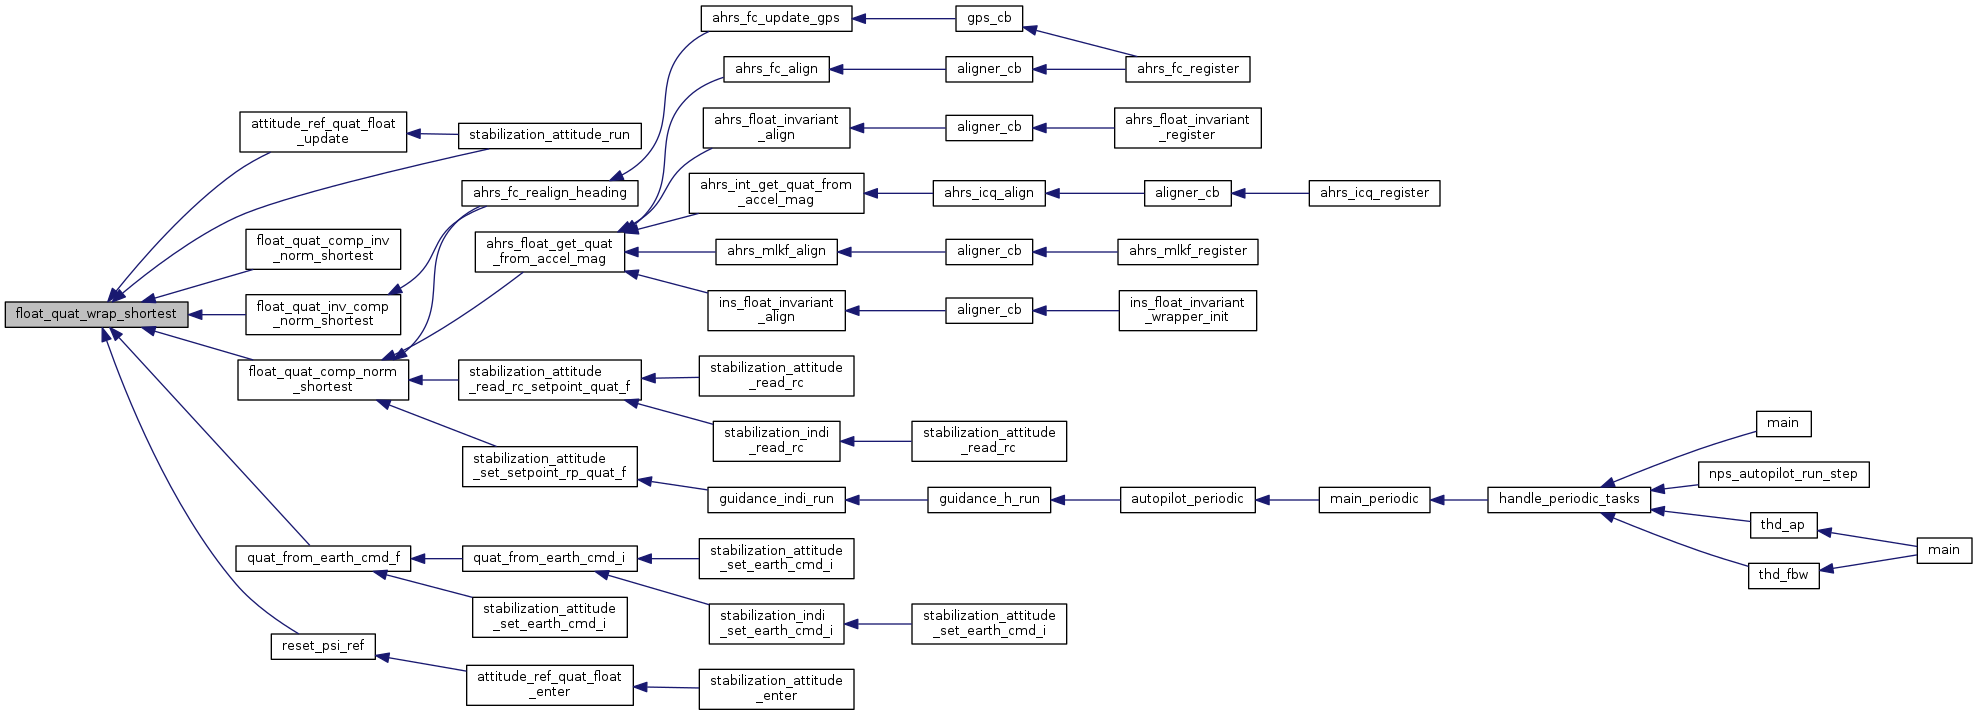 ahrs_fc_update_gps
gps_cb
ahrs_fc_align
aligner_cb
ahrs_fc_register
attitude_ref_quat_float
_update
stabilization_attitude_run
ahrs_float_invariant
_align
aligner_cb
ahrs_float_invariant
_register
ahrs_fc_realign_heading
ahrs_int_get_quat_from
_accel_mag
ahrs_icq_align
aligner_cb
ahrs_icq_register
float_quat_comp_inv
_norm_shortest
ahrs_float_get_quat
_from_accel_mag
ahrs_mlkf_align
aligner_cb
ahrs_mlkf_register
float_quat_wrap_shortest
float_quat_inv_comp
_norm_shortest
ins_float_invariant
_align
aligner_cb
ins_float_invariant
_wrapper_init
float_quat_comp_norm
_shortest
stabilization_attitude
_read_rc_setpoint_quat_f
stabilization_attitude
_read_rc
stabilization_indi
_read_rc
stabilization_attitude
_read_rc
main
stabilization_attitude
_set_setpoint_rp_quat_f
guidance_indi_run
guidance_h_run
autopilot_periodic
main_periodic
handle_periodic_tasks
nps_autopilot_run_step
thd_ap
main
thd_fbw
quat_from_earth_cmd_f
quat_from_earth_cmd_i
stabilization_attitude
_set_earth_cmd_i
stabilization_attitude
_set_earth_cmd_i
stabilization_indi
_set_earth_cmd_i
stabilization_attitude
_set_earth_cmd_i
reset_psi_ref
attitude_ref_quat_float
_enter
stabilization_attitude
_enter